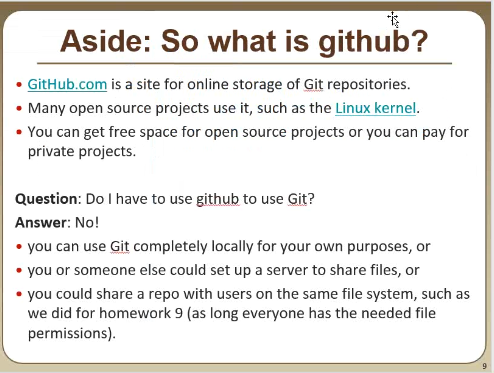 Aside: So what is github?
• GitHub.com is a site for online storage of Git repositories.
• Many open source projects use it, such as the Linux kernel.
• You can get free space for open source projects or you can pay for
private projects.
Question: Do I have to use github to use Git?
Answer: No!
• you can use Git completely locally for your own purposes, or
• you or someone else could set up a server to share files, or
• you could share a repo with users on the same file system, such as
we did for homework 9 (as long everyone has the needed file
permissions).
9